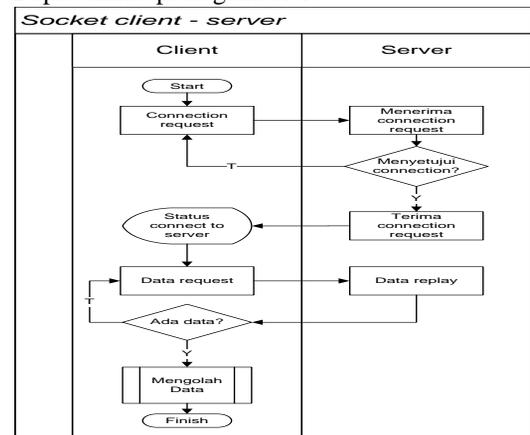 Socket client - server
Client
Server
Start
Connection
request
Menerima
connection
request
Menyetujui
connection?
T
Y
Status
connect to
server
Terima
connection
request
Data request
Data replay
T
Ada data?
Y
Mengolah
Data
Finish